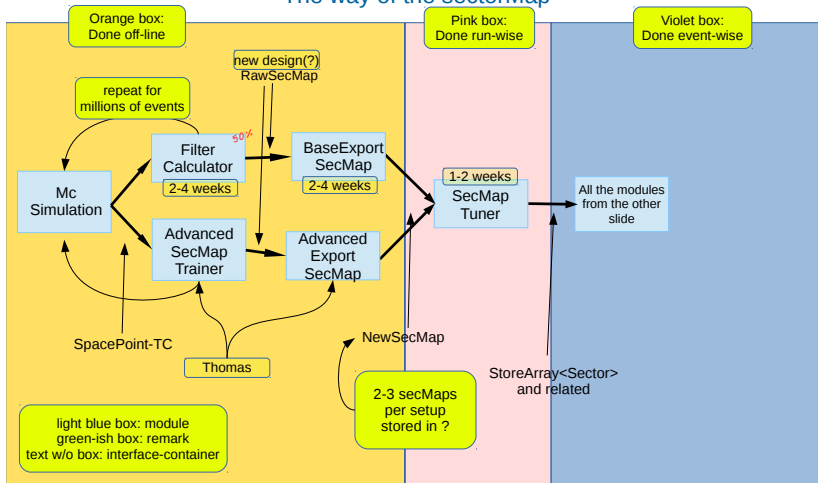 The way of the sectorMap
Orange box:
Done off-line
Pink box:
Done run-wise
Violet box:
Done event-wise
new design(?)
RawSecMap
repeat for
millions of events
50%
Filter
Calculator
2-4 weeks
BaseExport
SecMap
2-4 weeks
Mc
Simulation
1-2 weeks
SecMap
Tuner
All the modules
from the other
slide
Advanced
SecMap
Trainer
Advanced
Export
SecMap
SpacePoint-TC
NewSecMap
Thomas
StoreArray<Sector>
and related
2-3 secMaps
per setup
stored in ?
light blue box: module
green-ish box: remark
text w/o box: interface-container